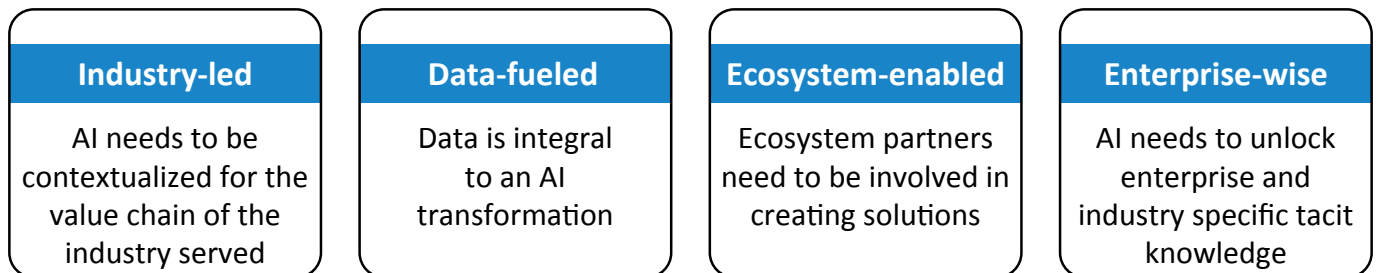 Industry-led
AI needs to be
contextualized for the
value chain of the
industry served
Data-fueled
Data is integral
to an AI
transformation
Ecosystem-enabled
Ecosystem partners
need to be involved in
creating solutions
Enterprise-wise
AI needs to unlock
enterprise and
industry specific tacit
knowledge